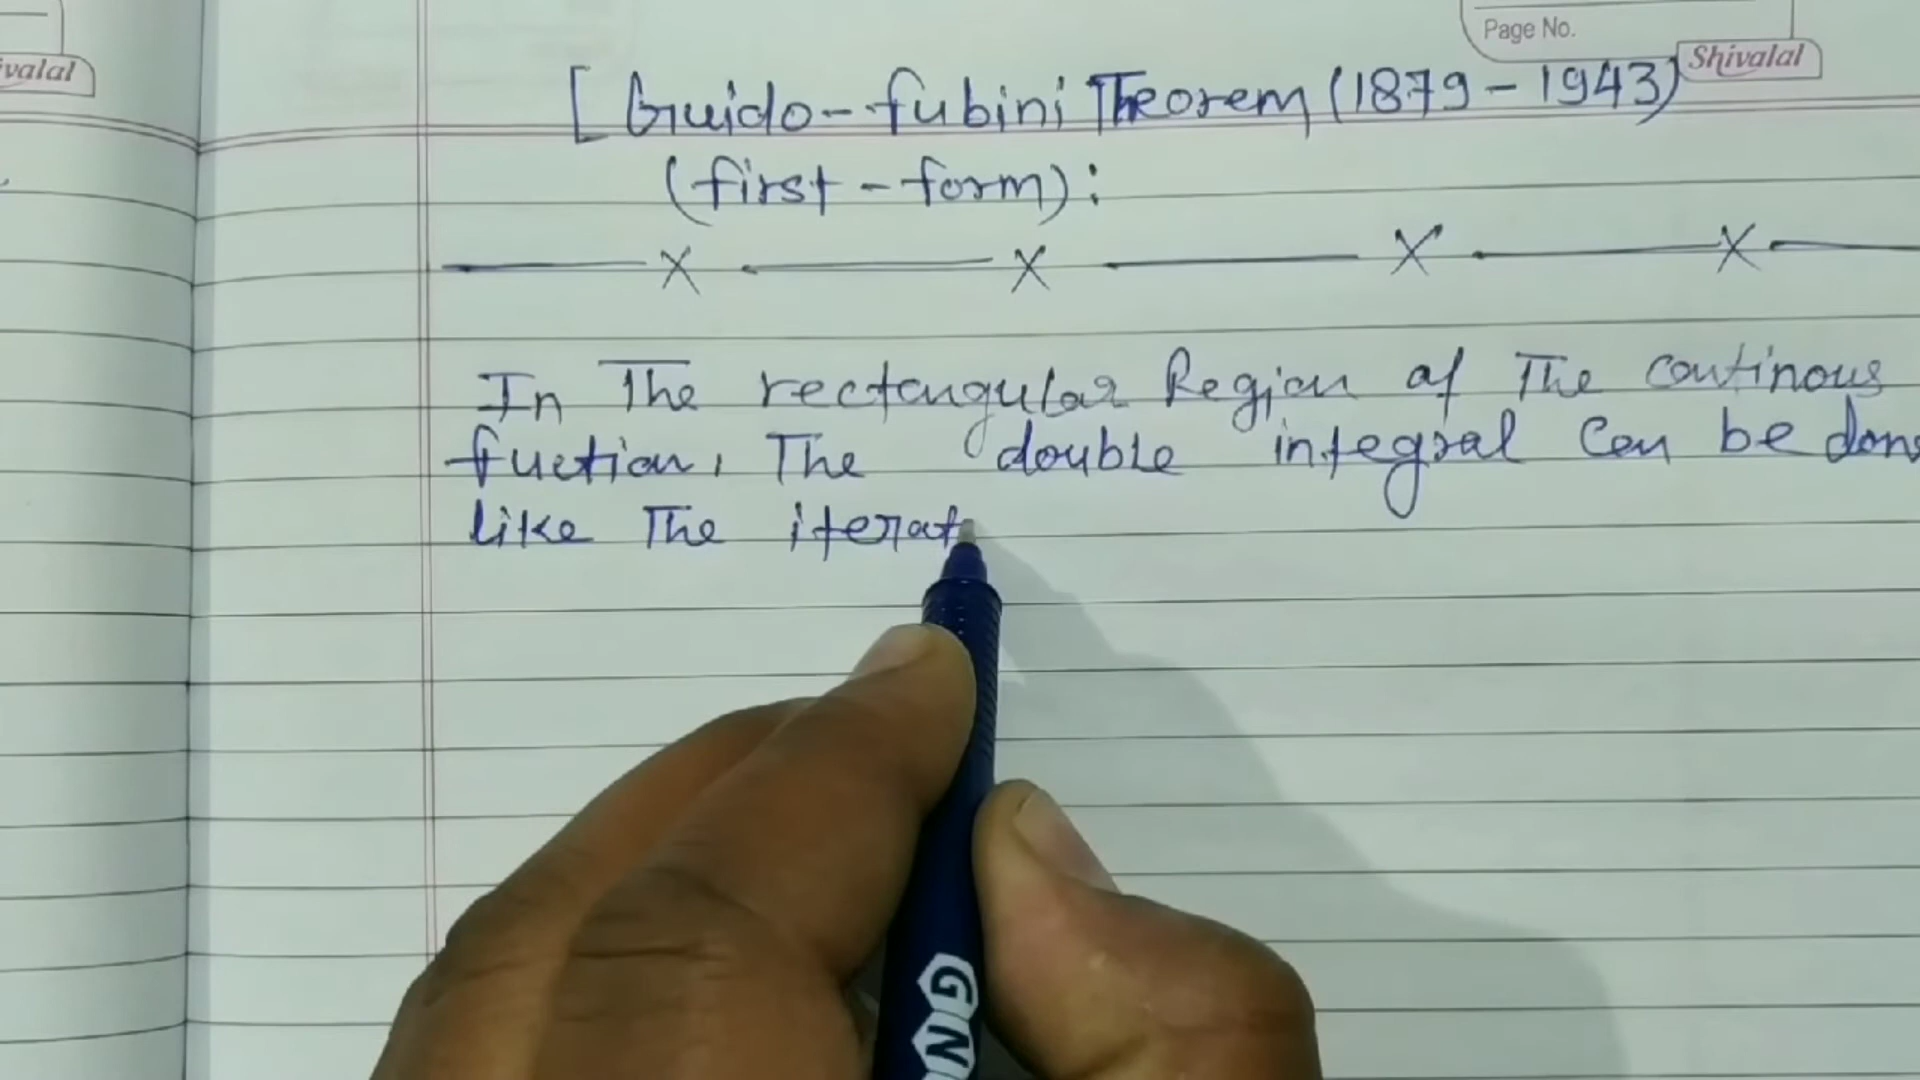 Page No.
valal
Shivalal
[ Guido-fubini Theorem (1879-1943)
(first-form):
In The rectangular Region of The continous
fuction, The double integral can be done
like The iterat
GN